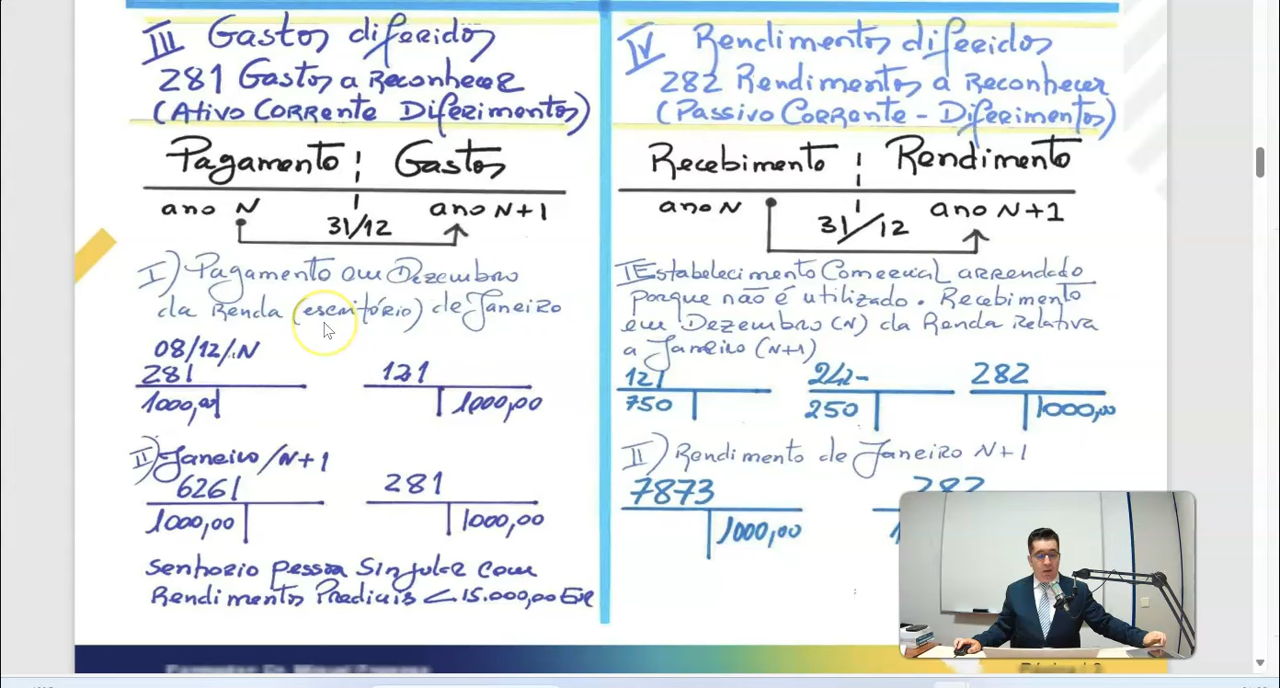 III Gastos diferidos
281 Gastos a Reconhecer
(Ativo Corrente Diferimentos)
Pagamento Gastos
ano N 31/12 ano N+1
I) Pagamento em Dezembro
da Renda (escritório) de Janeiro
08/12/N
281 121
1000,00 1000,00
II) Janeiro/N+1
6261 281
1000,00 1000,00
Senhorio pessoa Singular com
Rendimentos Prediais < 15.000,00 EUR
IV Rendimentos diferidos
282 Rendimentos a Reconhecer
(Passivo Corrente - Diferimentos)
Recebimento Rendimento
ano N 31/12 ano N+1
I Estabelecimento Comercial arrendado
porque não é utilizado. Recebimento
em Dezembro (N) da Renda relativa
a Janeiro (N+1)
121 242- 282
750 250 1000,00
II) Rendimento de Janeiro N+1
7873 282
1000,00